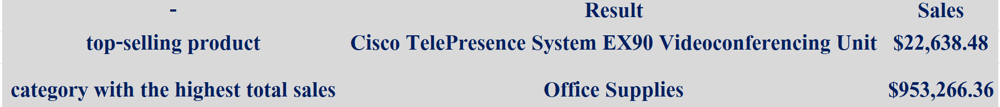 - Result Sales
top-selling product Cisco TelePresence System EX90 Videoconferencing Unit $22,638.48
category with the highest total sales Office Supplies $953,266.36